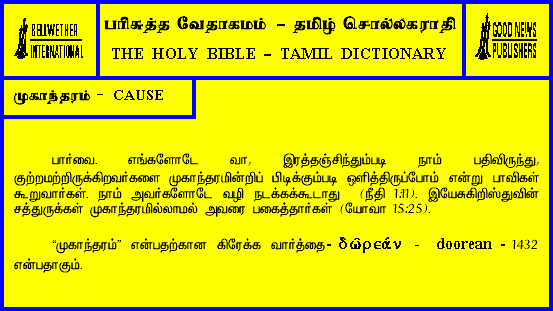 BELLWETHER
INTERNATIONAL
பரிசுத்த வேதாகமம் – தமிழ் சொல்லகராதி
THE HOLY BIBLE – TAMIL DICTIONARY
GOOD NEWS
PUBLISHERS
முகாந்தரம் – CAUSE
பார்வை. எங்களோடே வா, இரத்தஞ்சிந்தும்படி நாம் பதிவிருந்து,
குற்றமற்றிருக்கிறவர்களை முகாந்தரமின்றிப் பிடிக்கும்படி ஒளித்திருப்போம் என்று பாவிகள்
கூறுவார்கள். நாம் அவர்களோடே வழி நடக்கக்கூடாது (நீதி 1:11). இயேசுகிறிஸ்துவின்
சத்துருக்கள் முகாந்தரமில்லாமல் அவரை பகைத்தார்கள் (யோவா 15:25).
“முகாந்தரம்” என்பதற்கான கிரேக்க வார்த்தை- δωρεάν - doorean - 1432
என்பதாகும்.